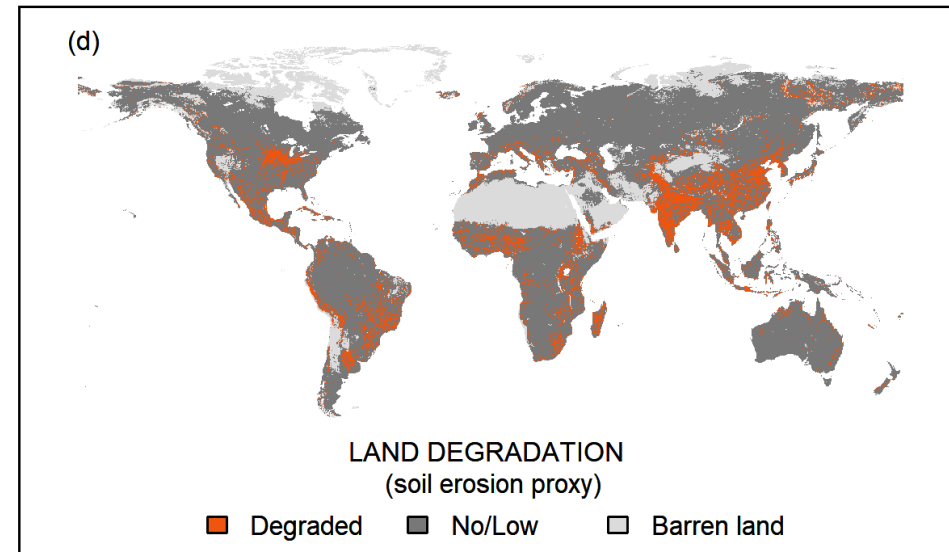 (d)
LAND DEGRADATION
(soil erosion proxy)
Degraded No/Low Barren land